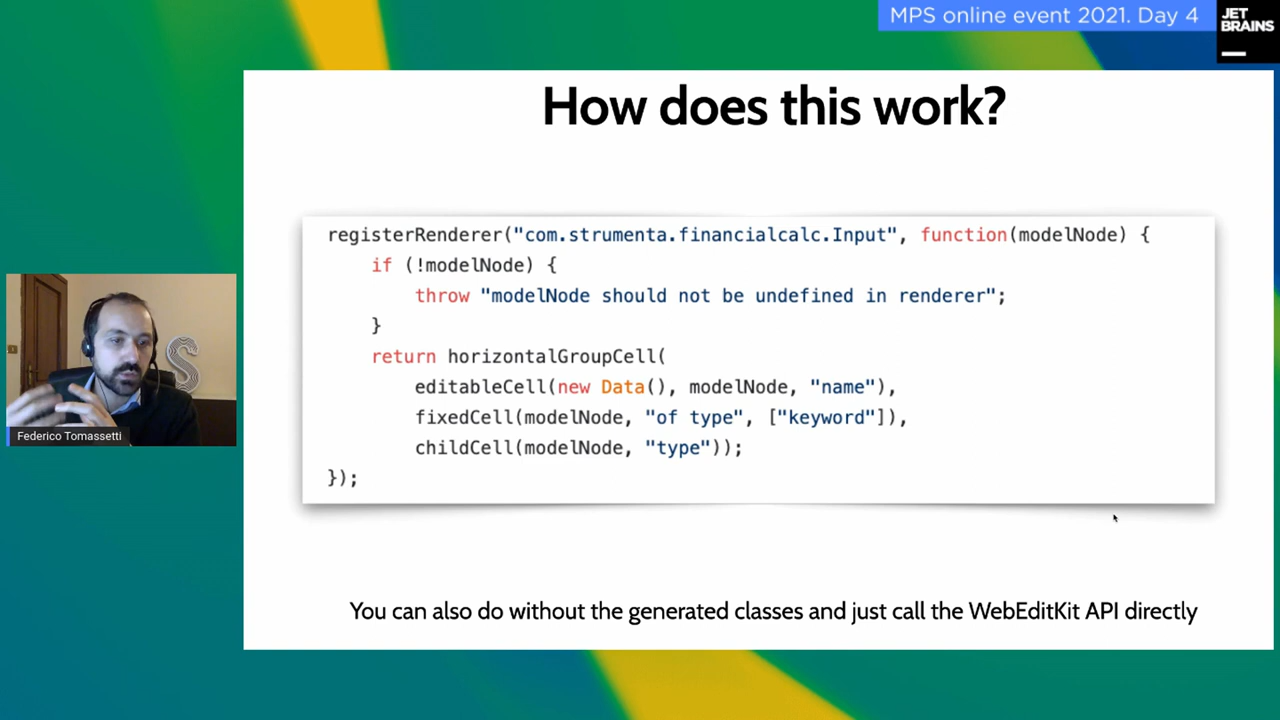 MPS online event 2021. Day 4
JET
BRAINS
How does this work?
registerRenderer("com.strumenta.financialcalc.Input", function(modelNode) {
    if (!modelNode) {
        throw "modelNode should not be undefined in renderer";
    }
    return horizontalGroupCell(
        editableCell(new Data(), modelNode, "name"),
        fixedCell(modelNode, "of type", ["keyword"]),
        childCell(modelNode, "type"));
});
S
Federico Tomassetti
You can also do without the generated classes and just call the WebEditKit API directly